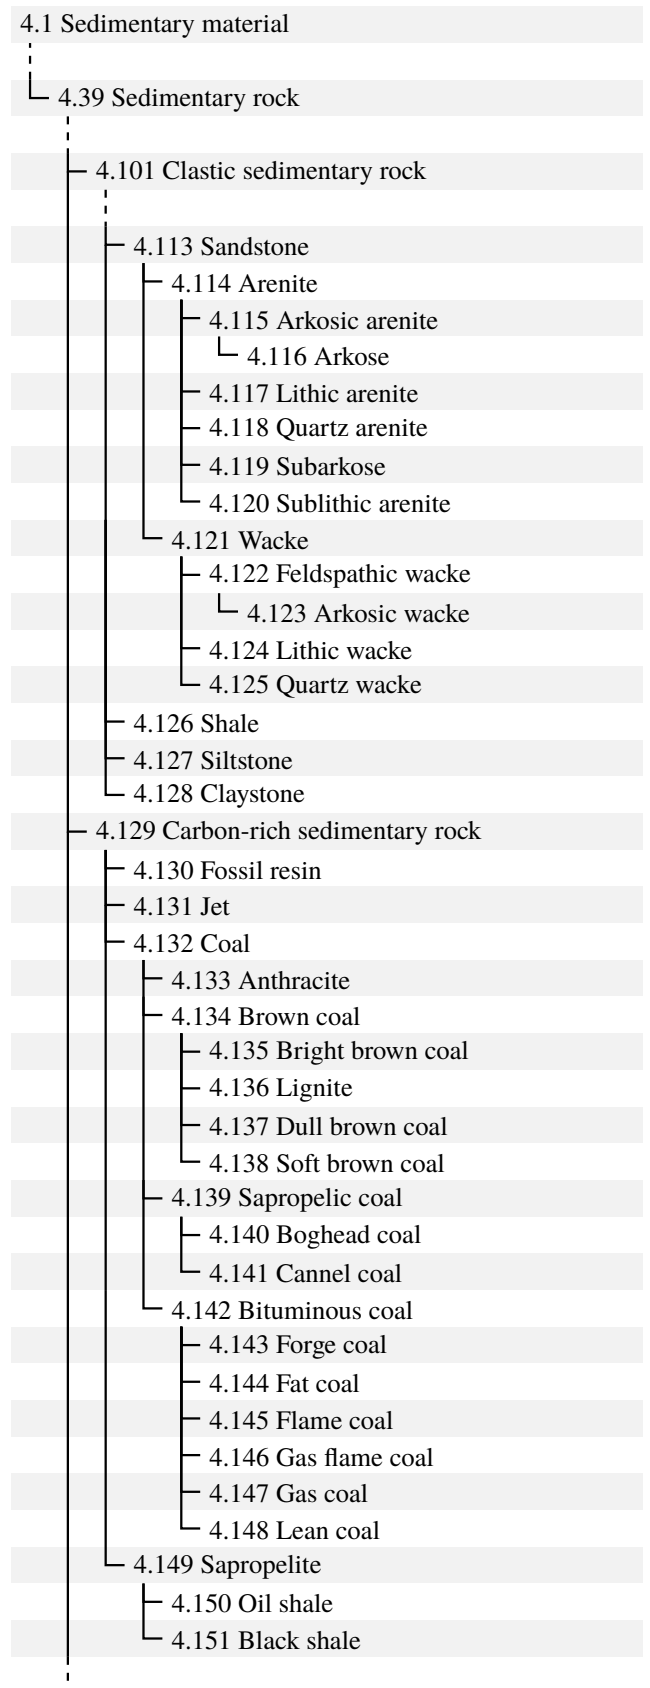 4.1 Sedimentary material
4.39 Sedimentary rock
4.101 Clastic sedimentary rock
4.113 Sandstone
4.114 Arenite
4.115 Arkosic arenite
4.116 Arkose
4.117 Lithic arenite
4.118 Quartz arenite
4.119 Subarkose
4.120 Sublithic arenite
4.121 Wacke
4.122 Feldspathic wacke
4.123 Arkosic wacke
4.124 Lithic wacke
4.125 Quartz wacke
4.126 Shale
4.127 Siltstone
4.128 Claystone
4.129 Carbon-rich sedimentary rock
4.130 Fossil resin
4.131 Jet
4.132 Coal
4.133 Anthracite
4.134 Brown coal
4.135 Bright brown coal
4.136 Lignite
4.137 Dull brown coal
4.138 Soft brown coal
4.139 Sapropelic coal
4.140 Boghead coal
4.141 Cannel coal
4.142 Bituminous coal
4.143 Forge coal
4.144 Fat coal
4.145 Flame coal
4.146 Gas flame coal
4.147 Gas coal
4.148 Lean coal
4.149 Sapropelite
4.150 Oil shale
4.151 Black shale